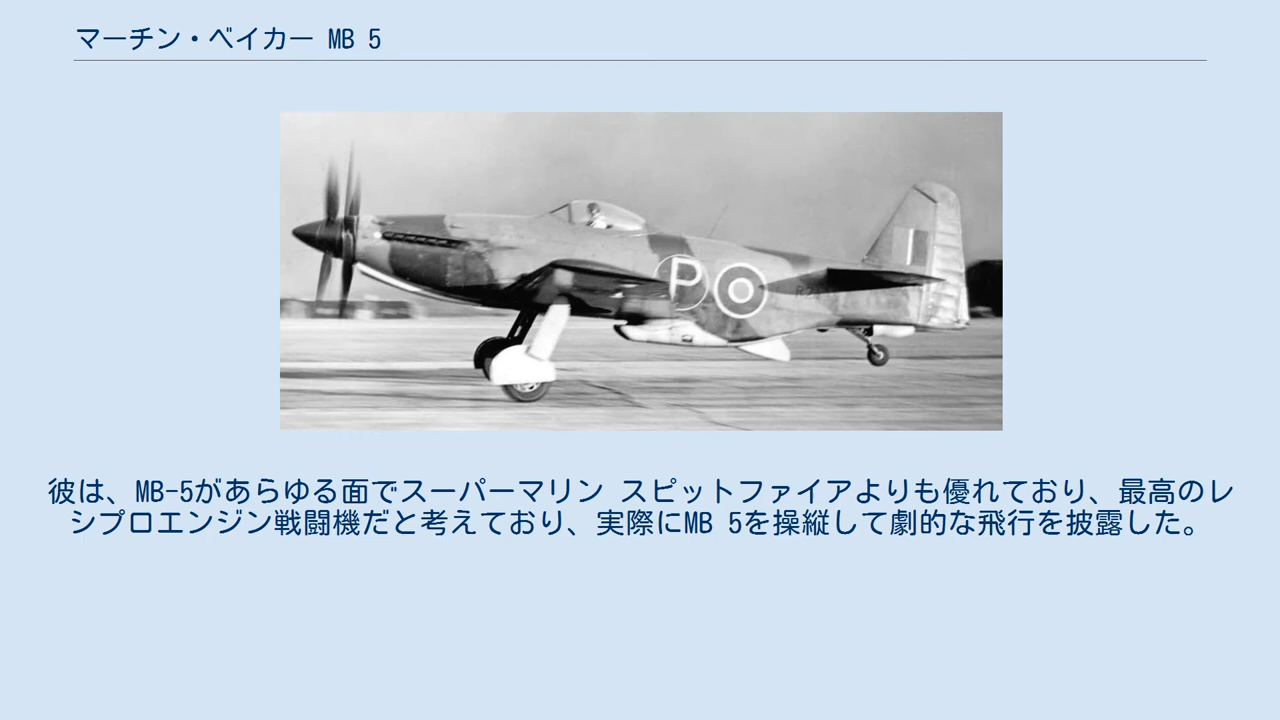 マーチン・ベイカー MB 5
P
彼は、MB-5があらゆる面でスーパーマリン スピットファイアよりも優れており、最高のレ
シプロエンジン戦闘機だと考えており、実際にMB 5を操縦して劇的な飛行を披露した。